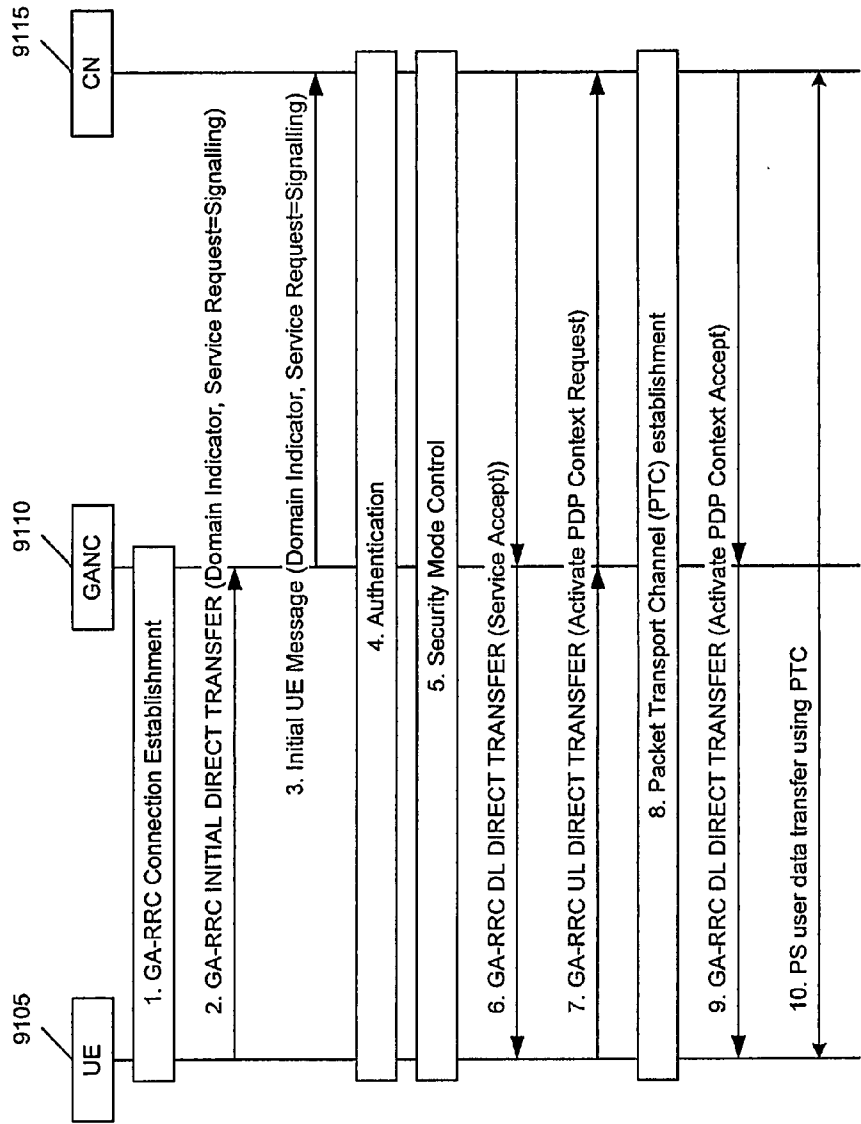 9105
9110
9115
UE
GANC
CN
1. GA-RRC Connection Establishment
2. GA-RRC INITIAL DIRECT TRANSFER (Domain Indicator, Service Request=Signalling)
3. Initial UE Message (Domain Indicator, Service Request=Signalling)
4. Authentication
5. Security Mode Control
6. GA-RRC DL DIRECT TRANSFER (Service Accept))
7. GA-RRC UL DIRECT TRANSFER (Activate PDP Context Request)
8. Packet Transport Channel (PTC) establishment
9. GA-RRC DL DIRECT TRANSFER (Activate PDP Context Accept)
10. PS user data transfer using PTC